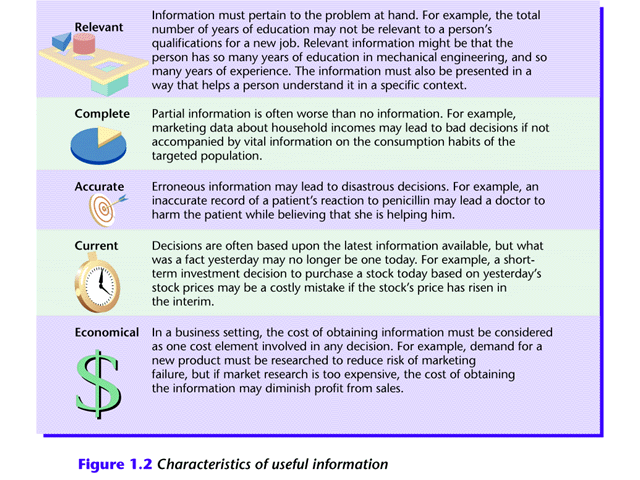 Relevant
Information must pertain to the problem at hand. For example, the total
number of years of education may not be relevant to a person's
qualifications for a new job. Relevant information might be that the
person has so many years of education in mechanical engineering, and so
many years of experience. The information must also be presented in a
way that helps a person understand it in a specific context.
Complete
Partial information is often worse than no information. For example,
marketing data about household incomes may lead to bad decisions if not
accompanied by vital information on the consumption habits of the
targeted population.
Accurate
Erroneous information may lead to disastrous decisions. For example, an
inaccurate record of a patient's reaction to penicillin may lead a doctor to
harm the patient while believing that she is helping him.
Current
Decisions are often based upon the latest information available, but what
was a fact yesterday may no longer be one today. For example, a short-
term investment decision to purchase a stock today based on yesterday's
stock prices may be a costly mistake if the stock's price has risen in
the interim.
Economical
In a business setting, the cost of obtaining information must be considered
as one cost element involved in any decision. For example, demand for a
new product must be researched to reduce risk of marketing
failure, but if market research is too expensive, the cost of obtaining
the information may diminish profit from sales.
$
Figure 1.2 Characteristics of useful information